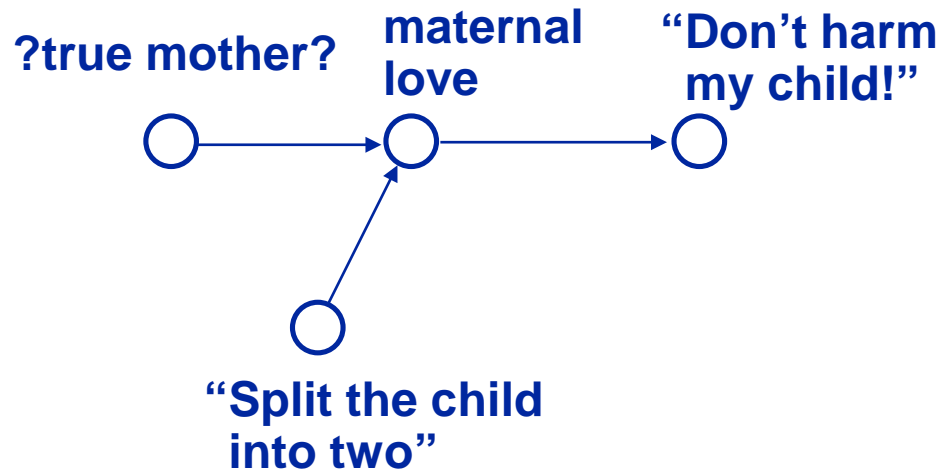 ?true mother?
maternal
love
“Don’t harm
my child!”
“Split the child
into two”